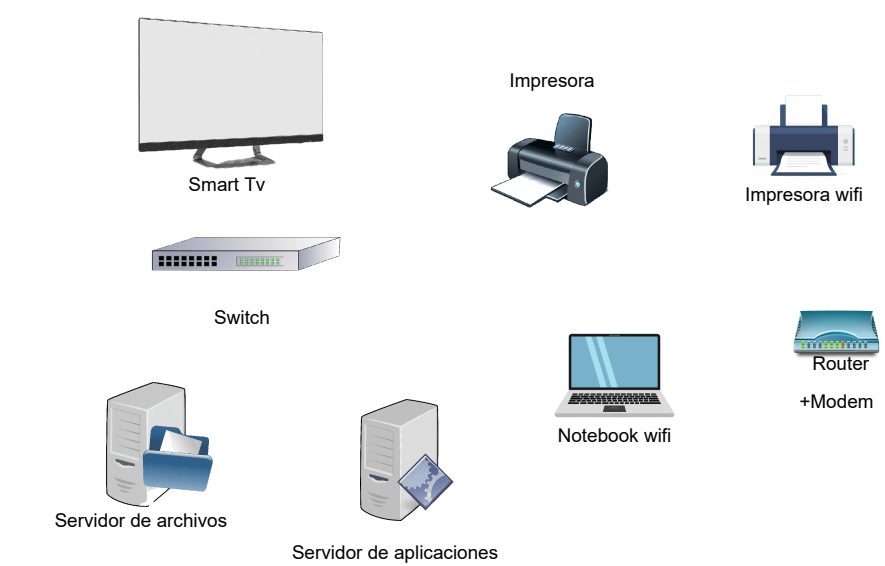 Impresora
Smart Tv
Impresora wifi
Switch
Router
+Modem
Notebook wifi
Servidor de archivos
Servidor de aplicaciones